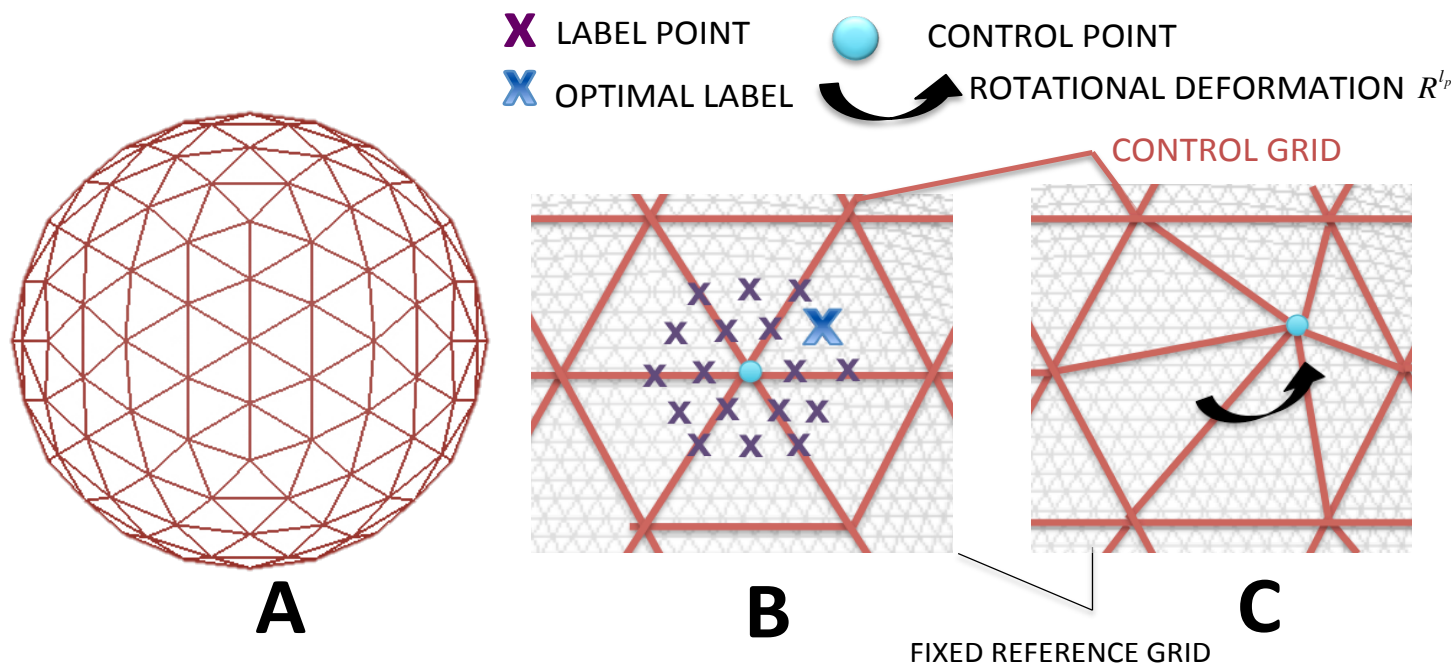 X LABEL POINT
CONTROL POINT
X OPTIMAL LABEL
ROTATIONAL DEFORMATION R^{l_p}
CONTROL GRID
A
B
C
FIXED REFERENCE GRID